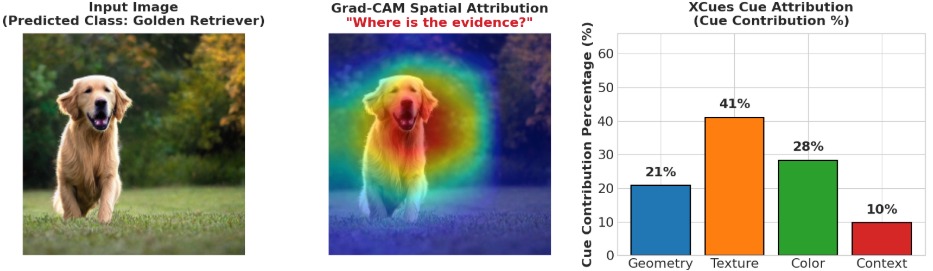 Input Image
(Predicted Class: Golden Retriever)
Grad-CAM Spatial Attribution
"Where is the evidence?"
XCues Cue Attribution
(Cue Contribution %)
Cue Contribution Percentage (%)
60
50
40
30
20
10
0
21%
41%
28%
10%
Geometry Texture Color Context